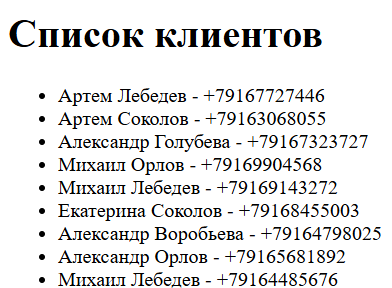 Список клиентов
Артем Лебедев - +79167727446
Артем Соколов - +79163068055
Александр Голубева - +79167323727
Михаил Орлов - +79169904568
Михаил Лебедев - +79169143272
Екатерина Соколов - +79168455003
Александр Воробьева - +79164798025
Александр Орлов - +79165681892
Михаил Лебедев - +79164485676